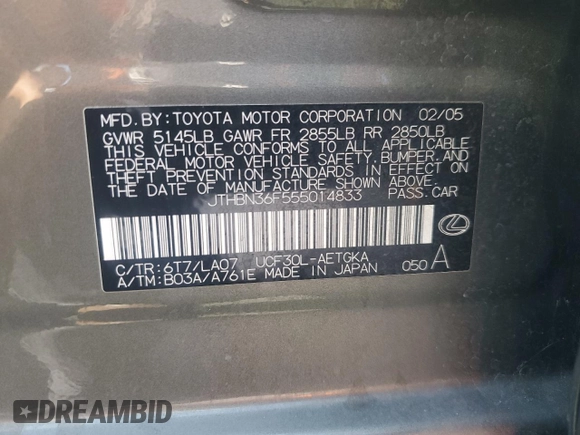 MFD. BY: TOYOTA MOTOR CORPORATION 02/05
GVWR 5145LB GAWR FR 2855LB RR 2850LB
THIS VEHICLE CONFORMS TO ALL APPLICABLE
FEDERAL MOTOR VEHICLE SAFETY, BUMPER, AND
THEFT PREVENTION STANDARDS IN EFFECT ON
THE DATE OF MANUFACTURE SHOWN ABOVE.
JTHBN36F555014833 PASS. CAR
C/TR: 6T7/LA07 UCF30L-AETGKA
A/TM: B03A/A761E MADE IN JAPAN 050 A
DREAMBID